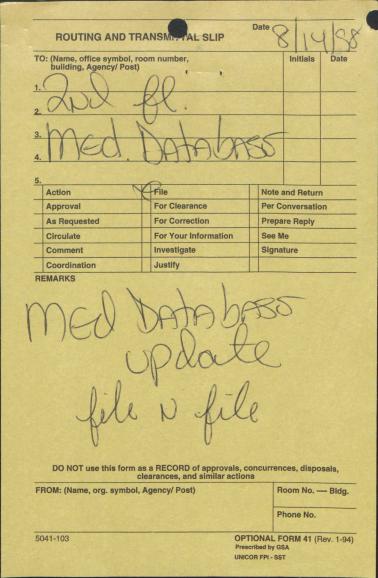 ROUTING AND TRANSMITTAL SLIP
Date 8/14/98
TO: (Name, office symbol, room number,
building, Agency/ Post)
Initials
Date
1. 2nd fl.
2.
3. Med. Databass
4.
5.
Action
File
Note and Return
Approval
For Clearance
Per Conversation
As Requested
For Correction
Prepare Reply
Circulate
For Your Information
See Me
Comment
Investigate
Signature
Coordination
Justify
REMARKS
Med Databass
update
file N file
DO NOT use this form as a RECORD of approvals, concurrences, disposals,
clearances, and similar actions
FROM: (Name, org. symbol, Agency/ Post)
Room No. — Bldg.
Phone No.
5041-103
OPTIONAL FORM 41 (Rev. 1-94)
Prescribed by GSA
UNICOR FPI - SST